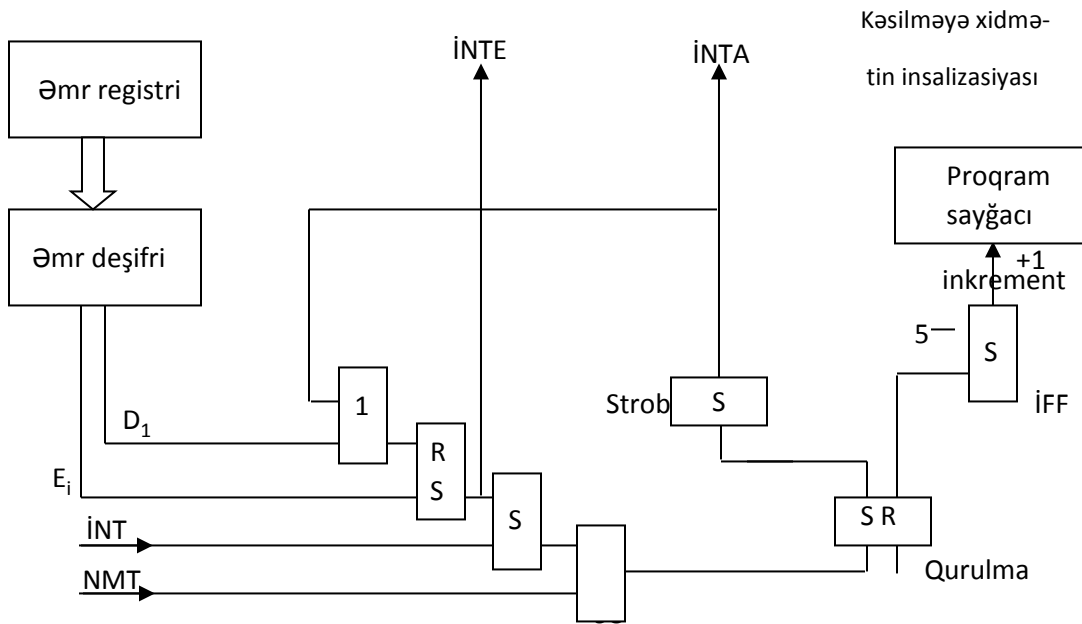 Kəsilməyə xidmə-
tin insalizasiyası
İNTE
İNTA
Əmr registri
Proqram
sayğacı
Əmr deşifri
+1
inkrement
5
S
1
Strob
S
İFF
D₁
R
S
Eᵢ
S
S R
İNT
NMT
Qurulma